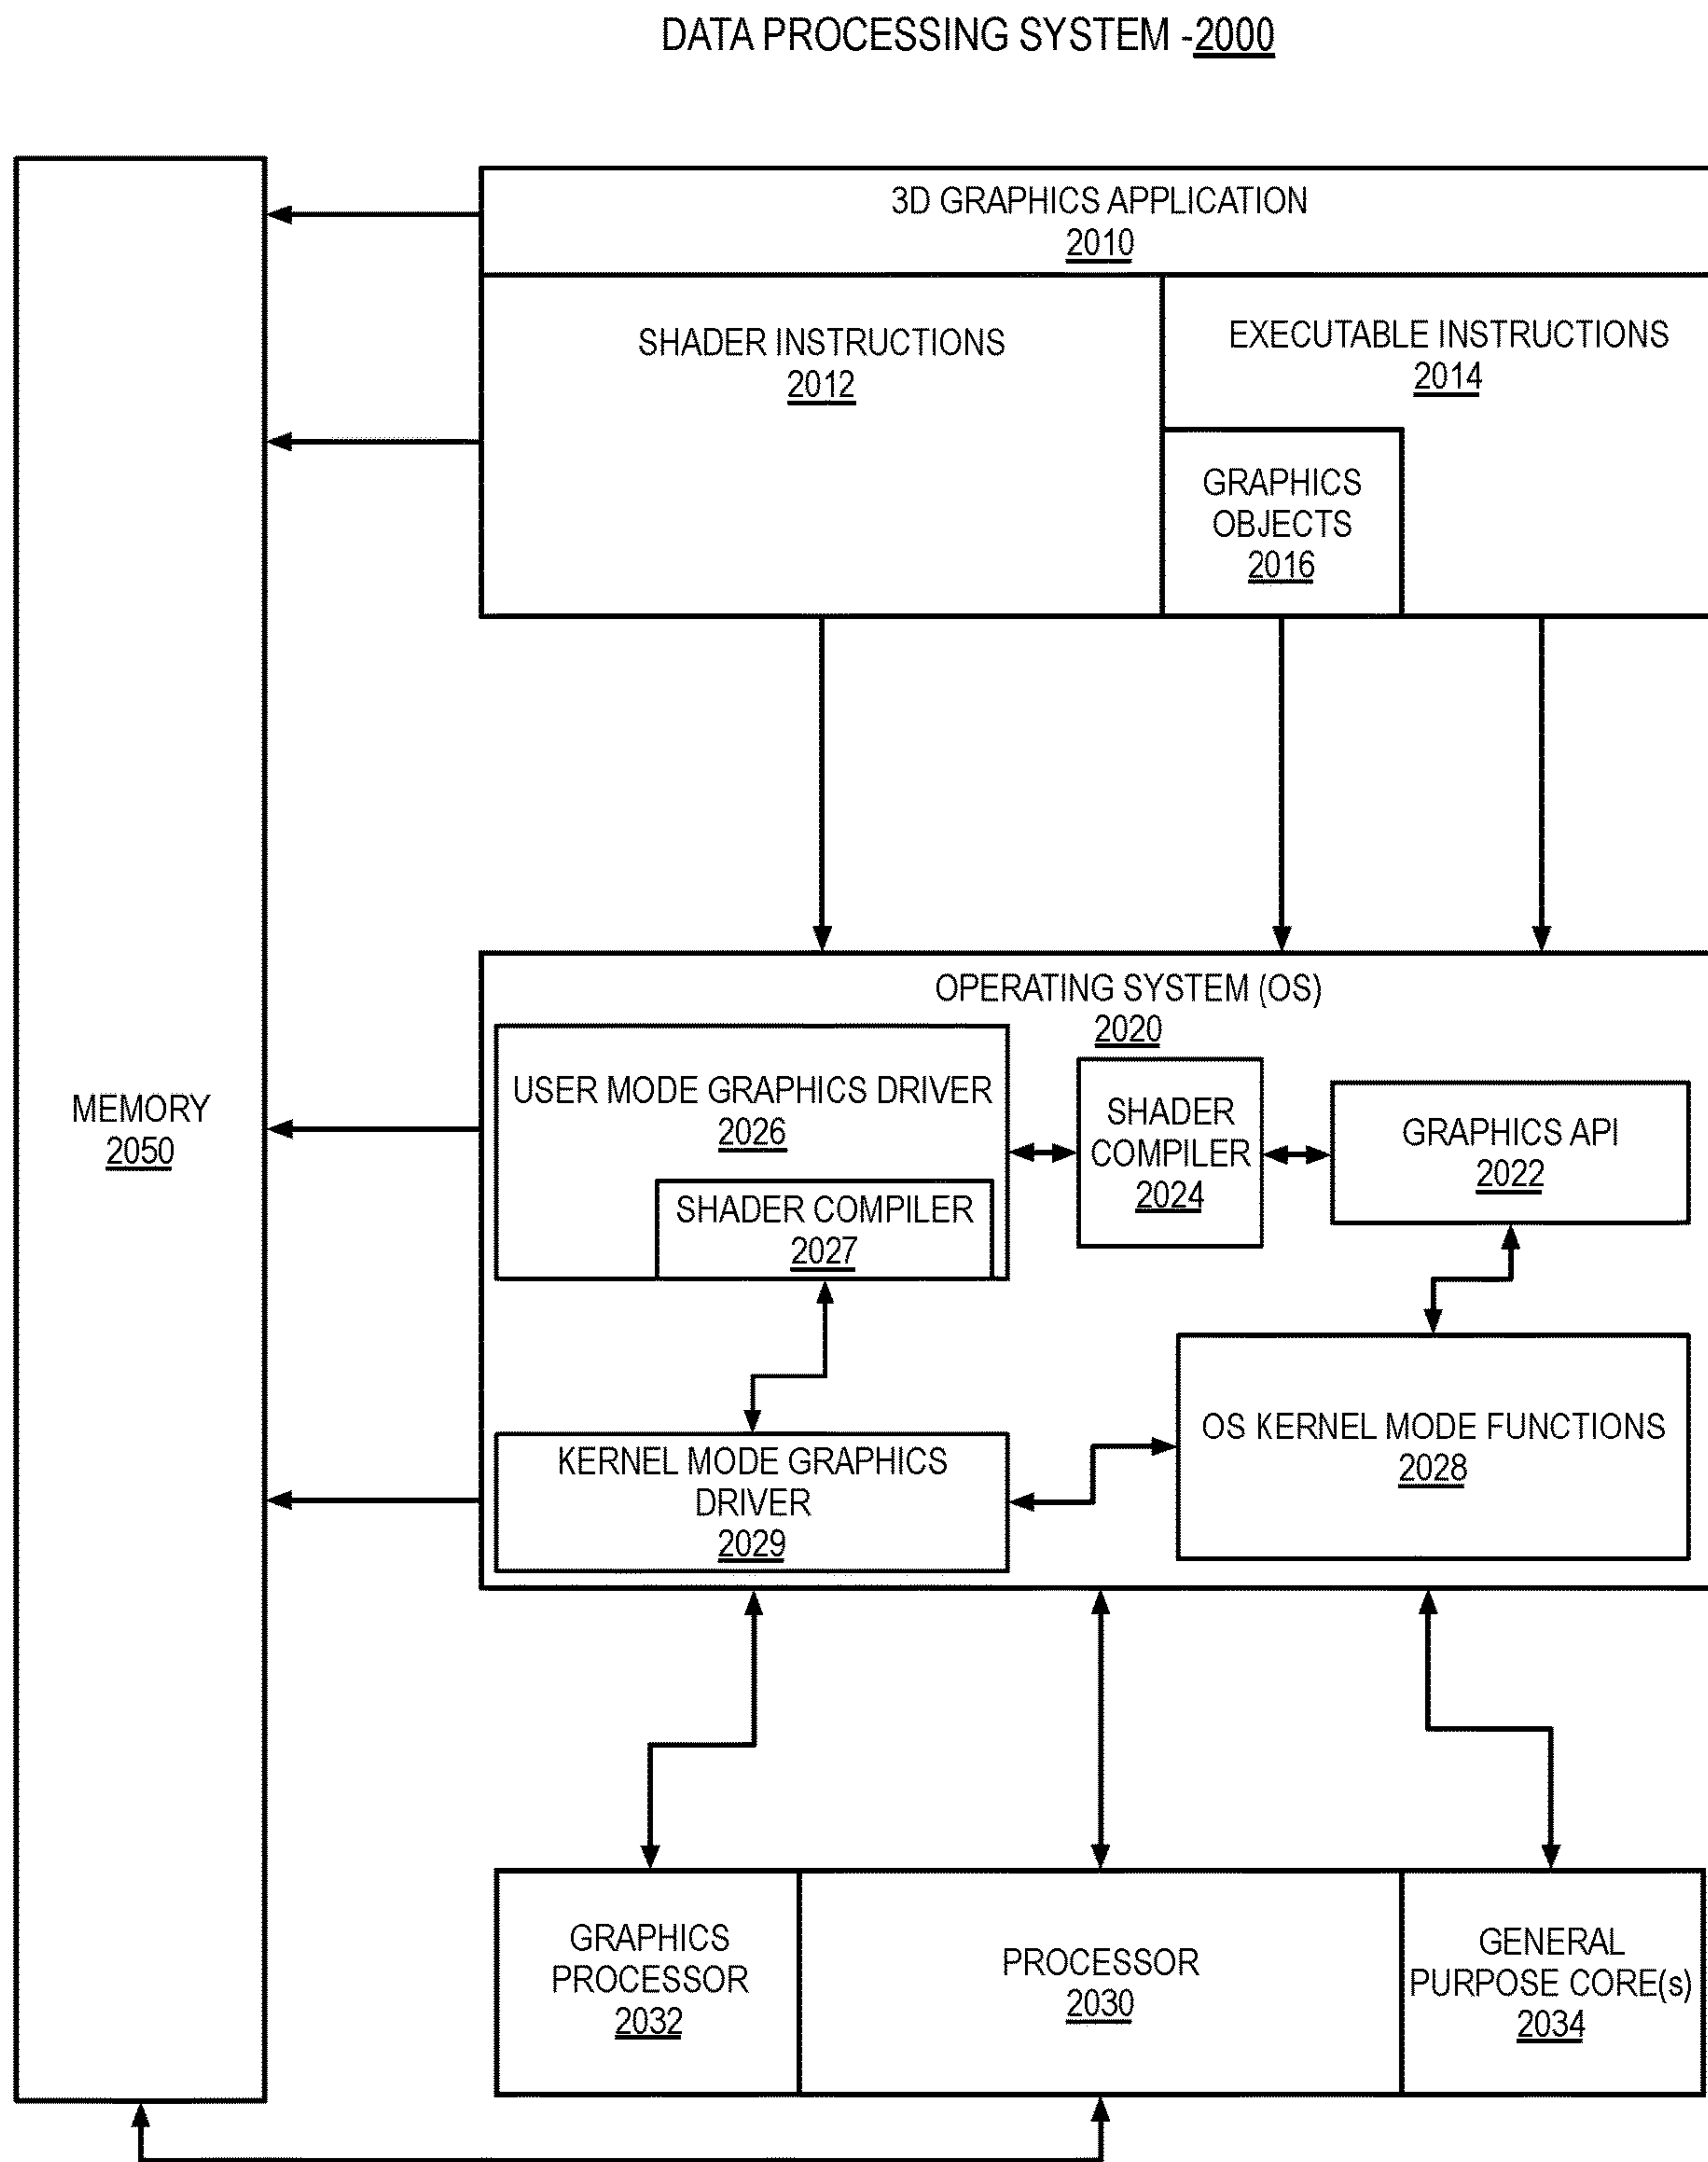 DATA PROCESSING SYSTEM -2000
3D GRAPHICS APPLICATION
2010
SHADER INSTRUCTIONS
2012
EXECUTABLE INSTRUCTIONS
2014
GRAPHICS
OBJECTS
2016
OPERATING SYSTEM (OS)
2020
USER MODE GRAPHICS DRIVER
2026
SHADER COMPILER
2027
SHADER
COMPILER
2024
GRAPHICS API
2022
MEMORY
2050
KERNEL MODE GRAPHICS
DRIVER
2029
OS KERNEL MODE FUNCTIONS
2028
GRAPHICS
PROCESSOR
2032
PROCESSOR
2030
GENERAL
PURPOSE CORE(s)
2034